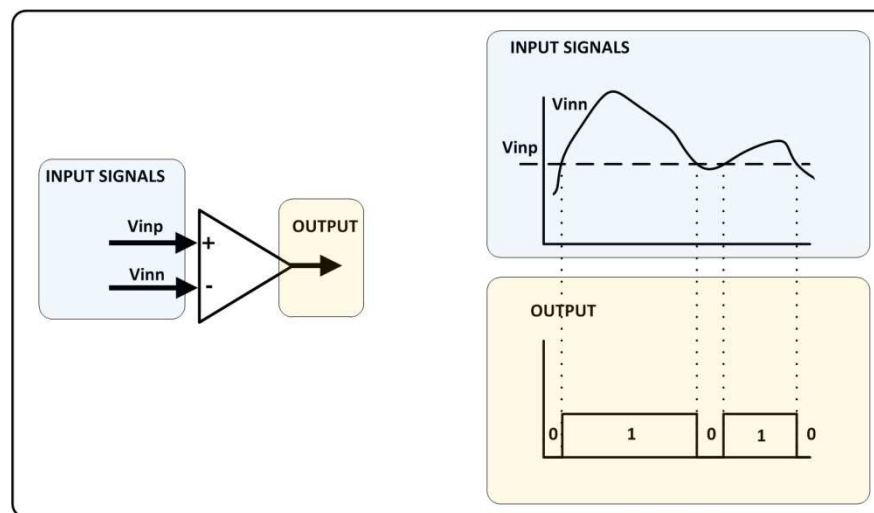 INPUT SIGNALS
Vinp
+
Vinn
-
OUTPUT
INPUT SIGNALS
Vinn
Vinp
OUTPUT
0 1 0 1 0